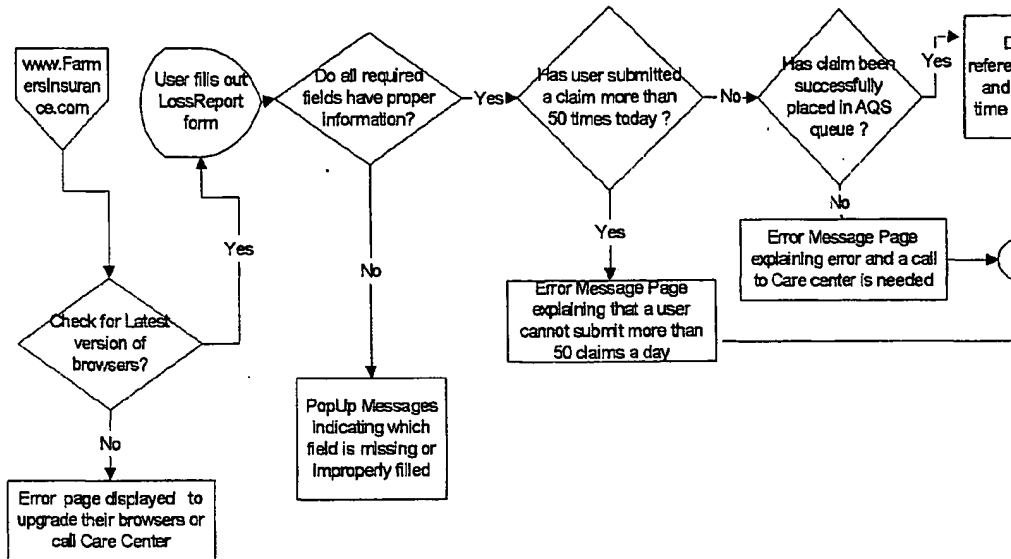 www.Farm
ersInsuran
ce.com
User fills out
LossReport
form
Do all required
fields have proper
information?
Yes
Has user submitted
a claim more than
50 times today ?
No
Has claim been
successfully
placed in AQS
queue ?
Yes
D
refere
and
time
Yes
Check for Latest
version of
browsers?
No
Error page displayed to
upgrade their browsers or
call Care Center
No
PopUp Messages
Indicating which
field is missing or
Improperly filled
Yes
Error Message Page
explaining that a user
cannot submit more than
50 claims a day
No
Error Message Page
explaining error and a call
to Care center is needed